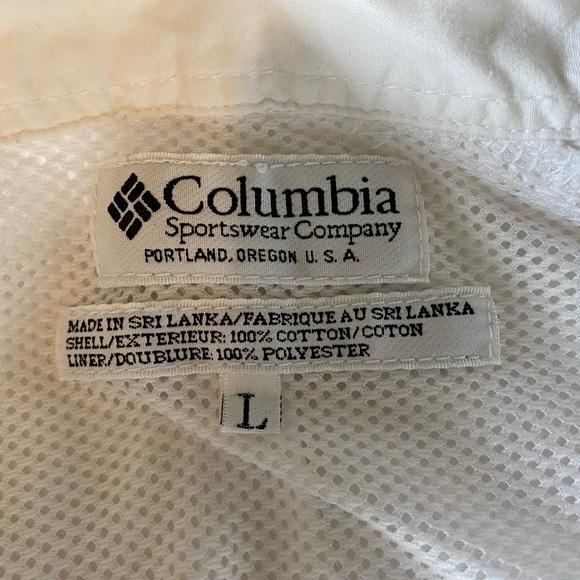 Columbia
Sportswear Company
PORTLAND, OREGON U.S.A.
MADE IN SRI LANKA/FABRIQUE AU SRI LANKA
SHELL/EXTERIEUR: 100% COTTON/COTON
LINER/DOUBLURE: 100% POLYESTER
L